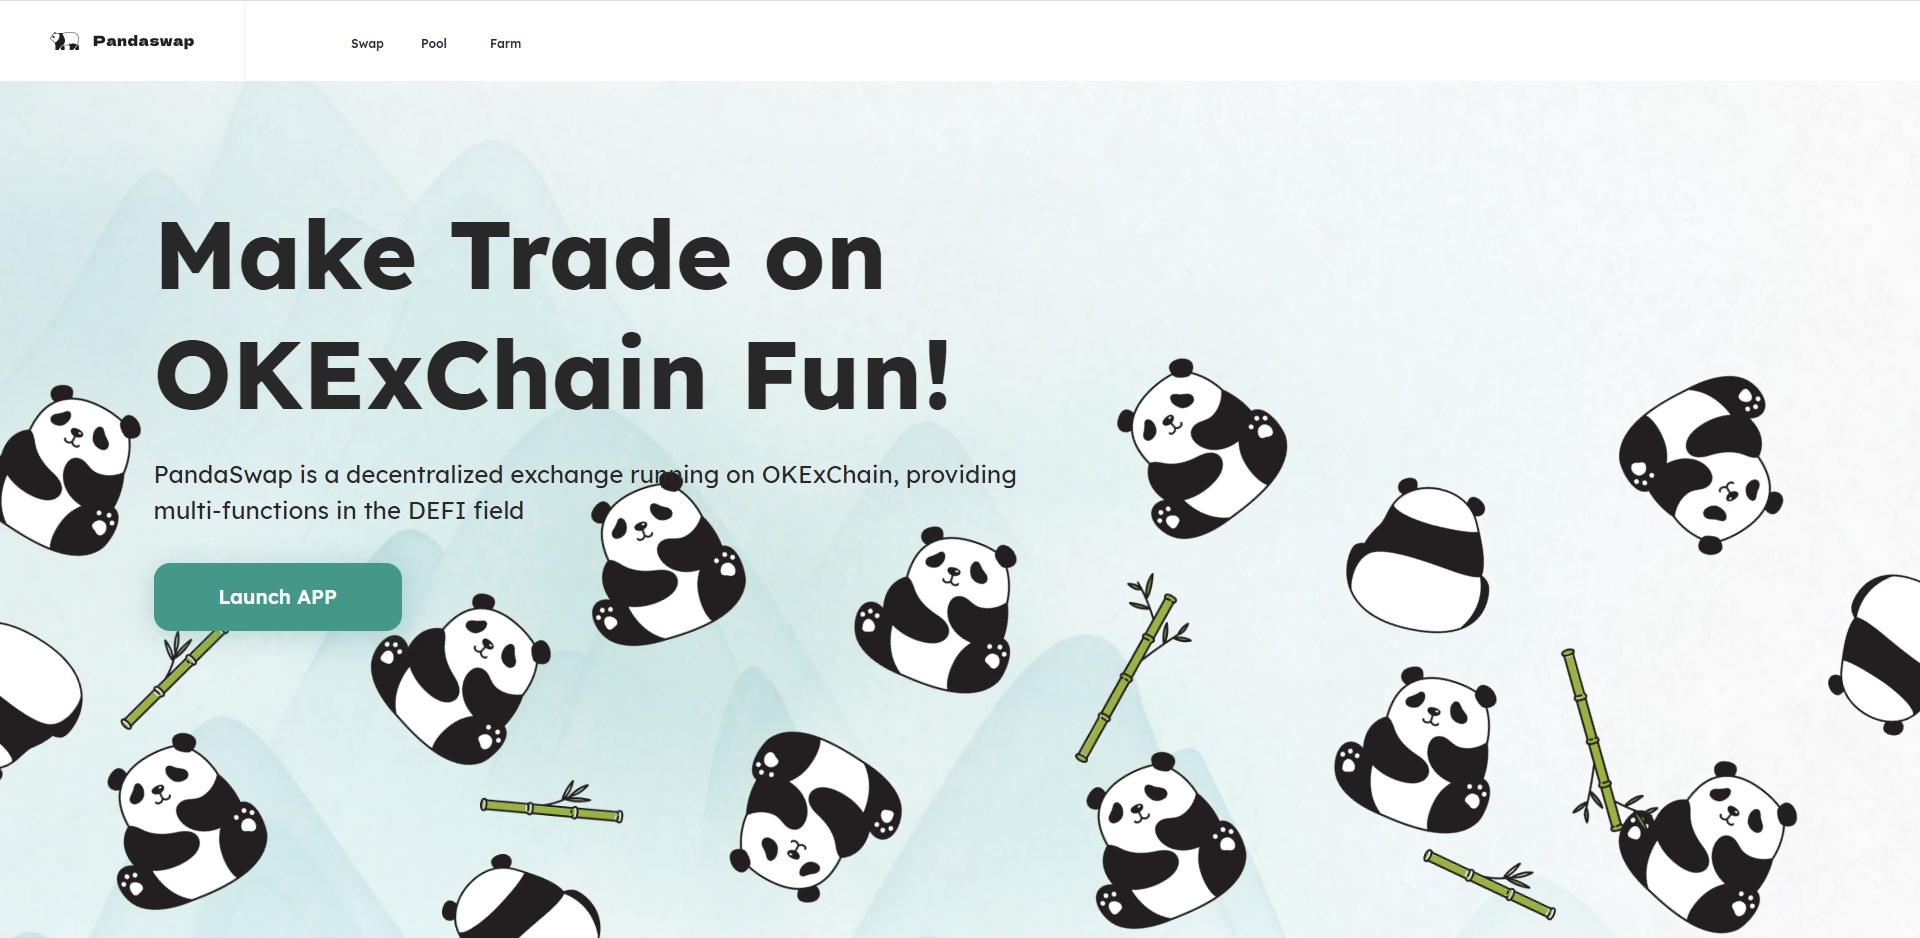 Pandaswap
Swap
Pool
Farm
Make Trade on
OKExChain Fun!
PandaSwap is a decentralized exchange running on OKExChain, providing
multi-functions in the DEFI field
Launch APP